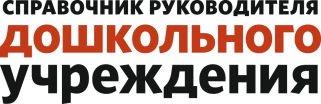 СПРАВОЧНИК РУКОВОДИТЕЛЯ
ДОШКОЛЬНОГО
УЧРЕЖДЕНИЯ